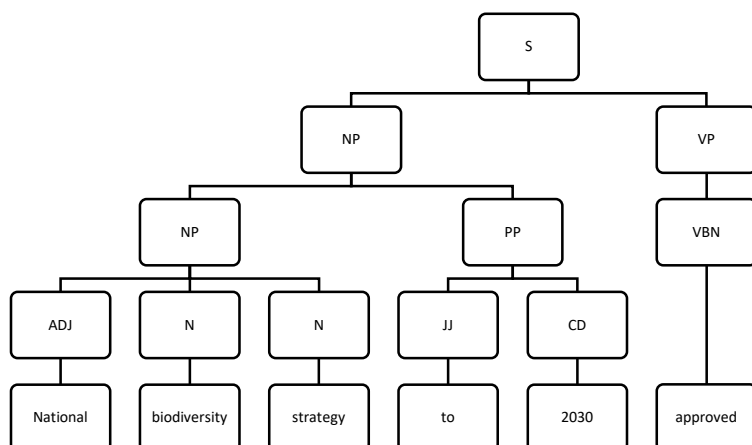 S
NP VP
NP PP VBN
ADJ N N JJ CD
National biodiversity strategy to 2030 approved